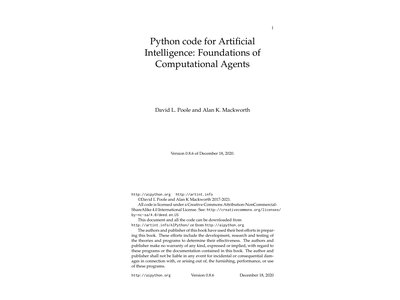 1
Python code for Artificial
Intelligence: Foundations of
Computational Agents
David L. Poole and Alan K. Mackworth
Version 0.8.6 of December 18, 2020.
http://aipython.org http://artint.info
©David L Poole and Alan K Mackworth 2017-2021.
All code is licensed under a Creative Commons Attribution-NonCommercial-
ShareAlike 4.0 International License. See: http://creativecommons.org/licenses/
by-nc-sa/4.0/deed.en_US
This document and all the code can be downloaded from
http://artint.info/AIPython/ or from http://aipython.org
The authors and publisher of this book have used their best efforts in prepar-
ing this book. These efforts include the development, research and testing of
the theories and programs to determine their effectiveness. The authors and
publisher make no warranty of any kind, expressed or implied, with regard to
these programs or the documentation contained in this book. The author and
publisher shall not be liable in any event for incidental or consequential dam-
ages in connection with, or arising out of, the furnishing, performance, or use
of these programs.
http://aipython.org Version 0.8.6 December 18, 2020